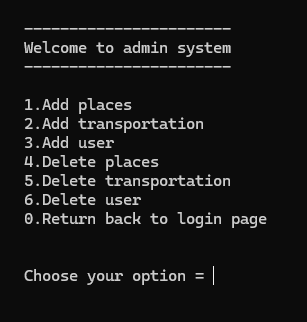 -----------------------
Welcome to admin system
-----------------------
1.Add places
2.Add transportation
3.Add user
4.Delete places
5.Delete transportation
6.Delete user
0.Return back to login page
Choose your option =